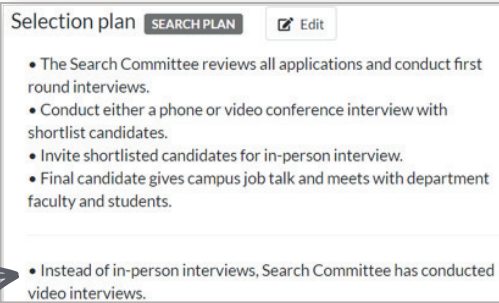 Selection plan SEARCH PLAN Edit
• The Search Committee reviews all applications and conduct first
round interviews.
• Conduct either a phone or video conference interview with
shortlist candidates.
• Invite shortlisted candidates for in-person interview.
• Final candidate gives campus job talk and meets with department
faculty and students.
• Instead of in-person interviews, Search Committee has conducted
video interviews.